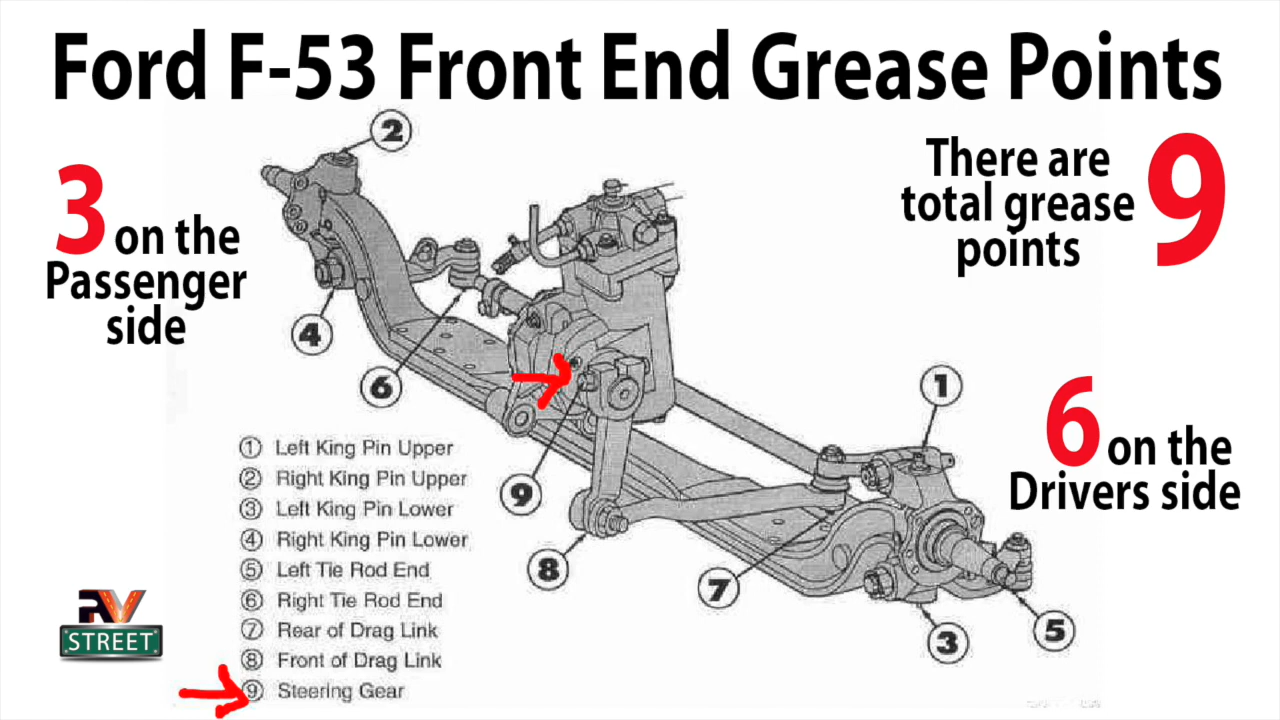 Ford F-53 Front End Grease Points
3 on the
Passenger
side
There are
total grease
points
9
6 on the
Drivers side
2
4
6
9
8
7
1
3
5
① Left King Pin Upper
② Right King Pin Upper
③ Left King Pin Lower
④ Right King Pin Lower
⑤ Left Tie Rod End
⑥ Right Tie Rod End
⑦ Rear of Drag Link
⑧ Front of Drag Link
⑨ Steering Gear
RV
STREET